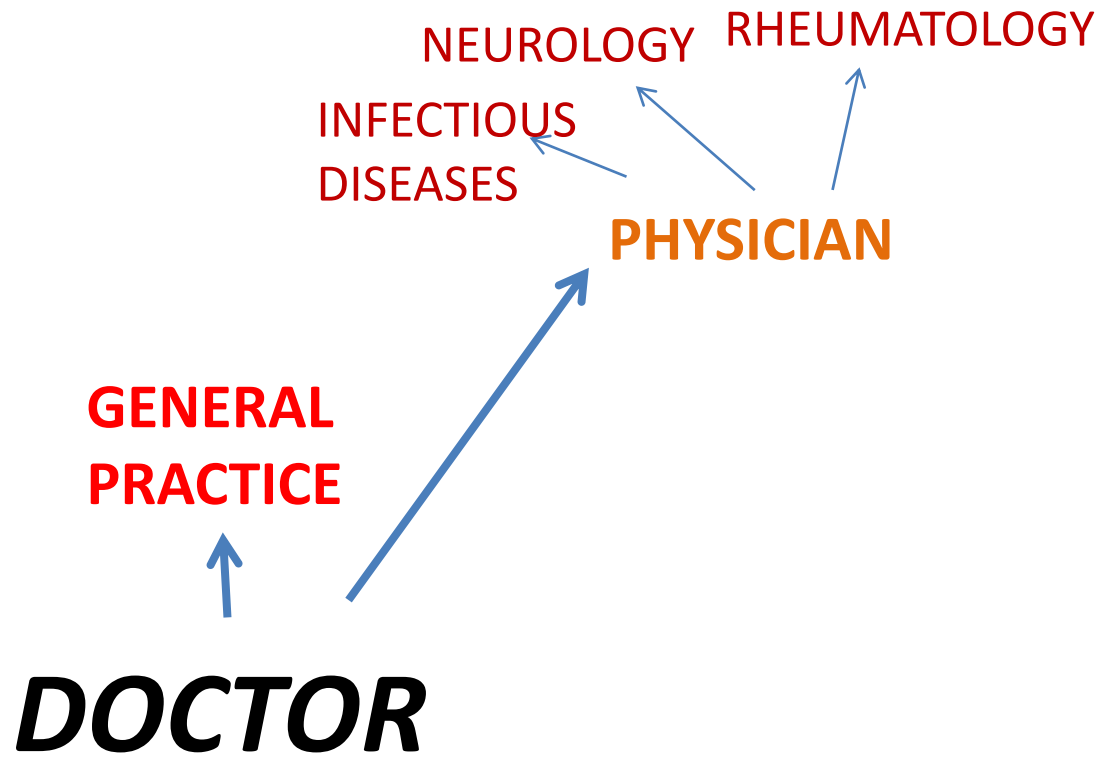 NEUROLOGY
RHEUMATOLOGY
INFECTIOUS
DISEASES
PHYSICIAN
GENERAL
PRACTICE
DOCTOR